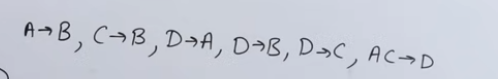 A→B, C→B, D→A, D→B, D→C, AC→D